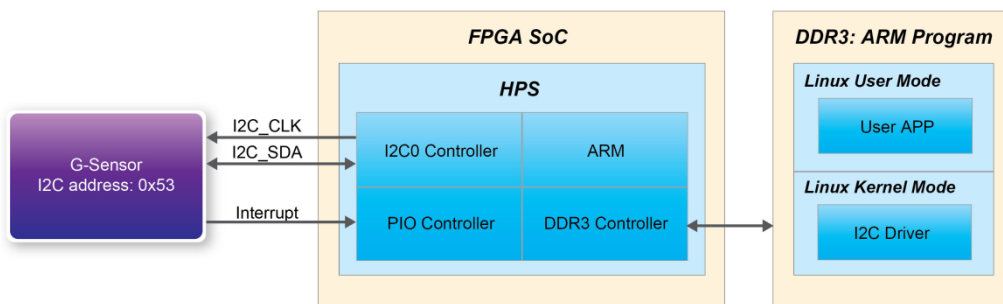 FPGA SoC
DDR3: ARM Program
HPS
Linux User Mode
User APP
I2C_CLK
I2C_SDA
I2C0 Controller
ARM
G-Sensor
I2C address: 0x53
Linux Kernel Mode
Interrupt
PIO Controller
DDR3 Controller
I2C Driver